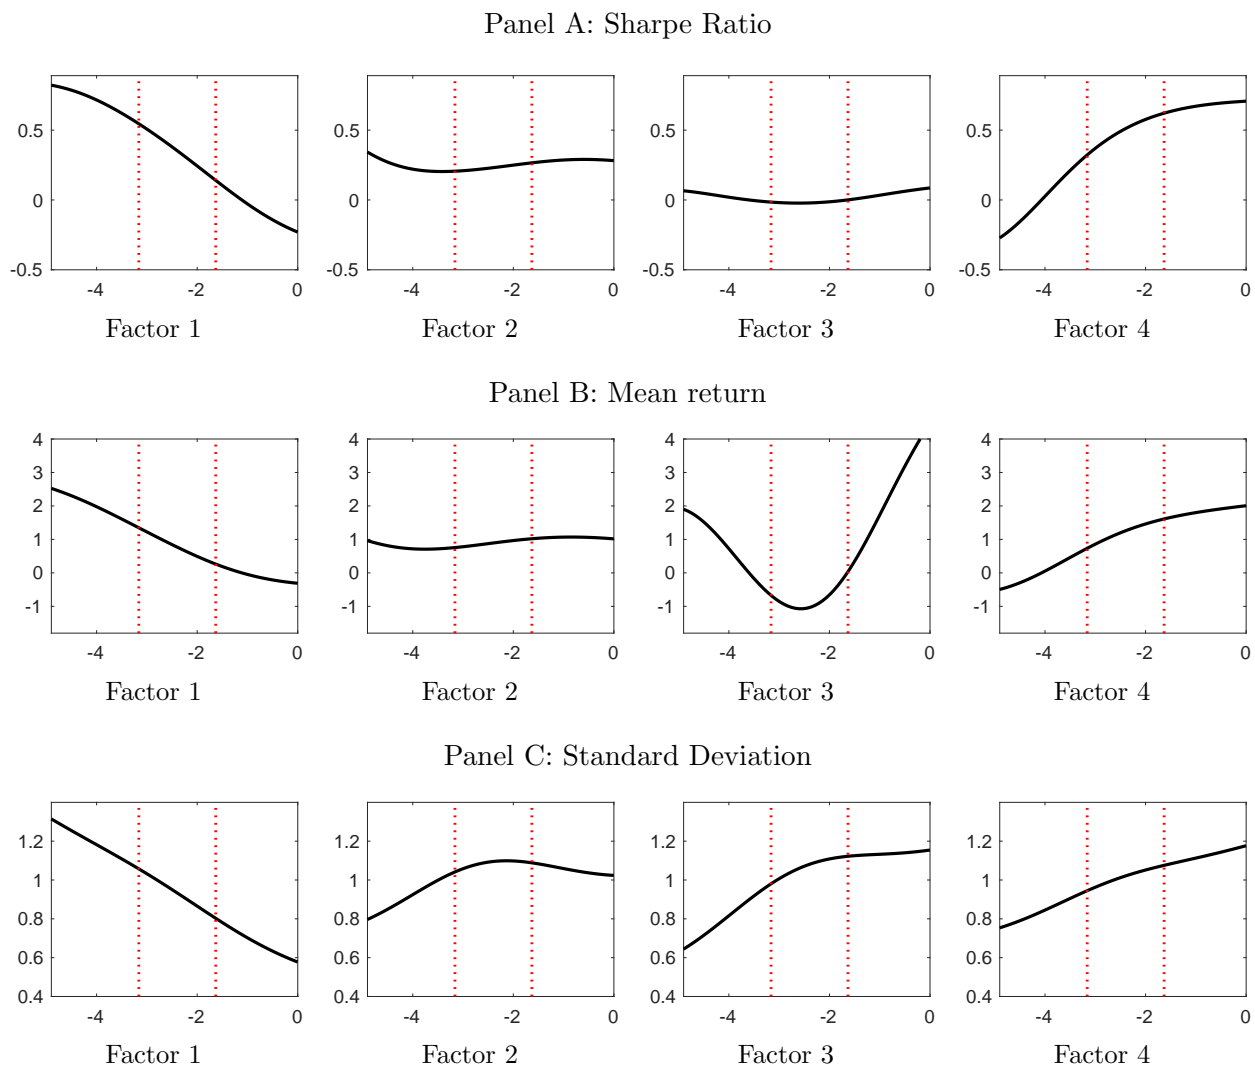 Panel A: Sharpe Ratio
0.5 0.5 0.5 0.5
0 0 0 0
-0.5 -0.5 -0.5 -0.5
-4 -2 0 -4 -2 0 -4 -2 0 -4 -2 0
Factor 1 Factor 2 Factor 3 Factor 4
Panel B: Mean return
4 4 4 4
3 3 3 3
2 2 2 2
1 1 1 1
0 0 0 0
-1 -1 -1 -1
-4 -2 0 -4 -2 0 -4 -2 0 -4 -2 0
Factor 1 Factor 2 Factor 3 Factor 4
Panel C: Standard Deviation
1.2 1.2 1.2 1.2
1 1 1 1
0.8 0.8 0.8 0.8
0.6 0.6 0.6 0.6
0.4 0.4 0.4 0.4
-4 -2 0 -4 -2 0 -4 -2 0 -4 -2 0
Factor 1 Factor 2 Factor 3 Factor 4